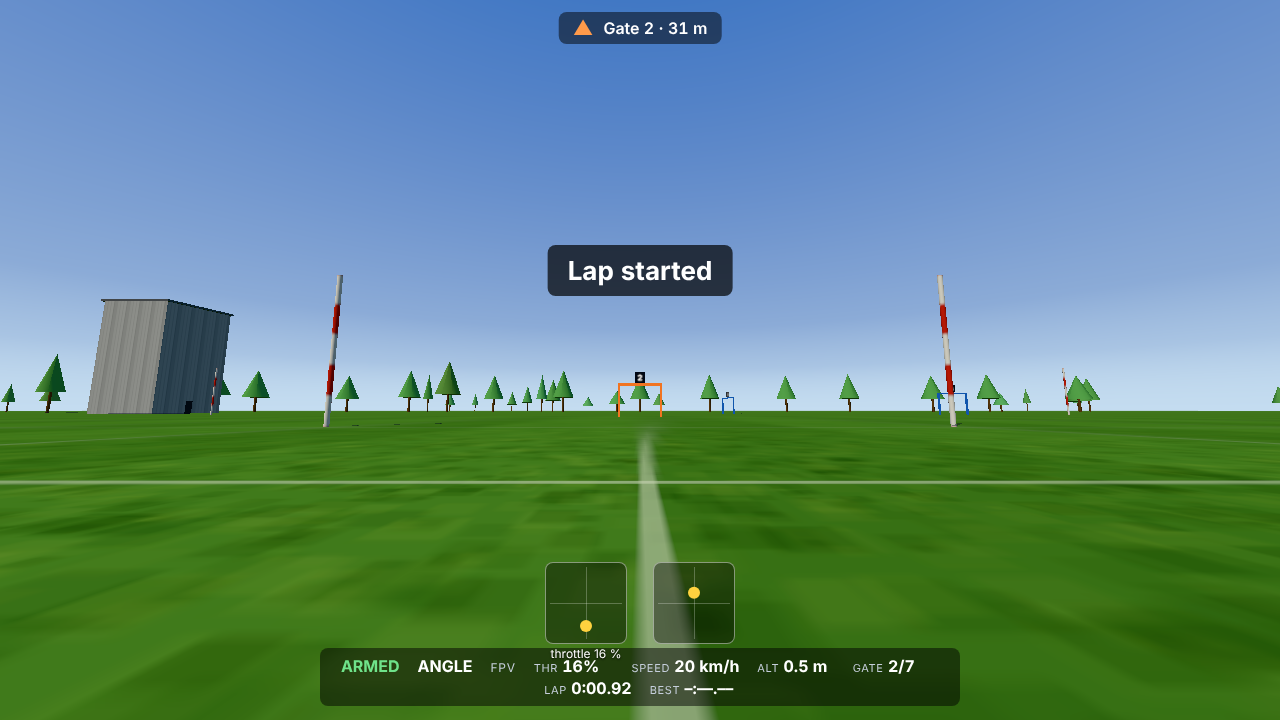 Gate 2 · 31 m
Lap started
2
throttle 16 %
ARMED ANGLE FPV THR 16% SPEED 20 km/h ALT 0.5 m GATE 2/7
LAP 0:00.92 BEST –:––.––